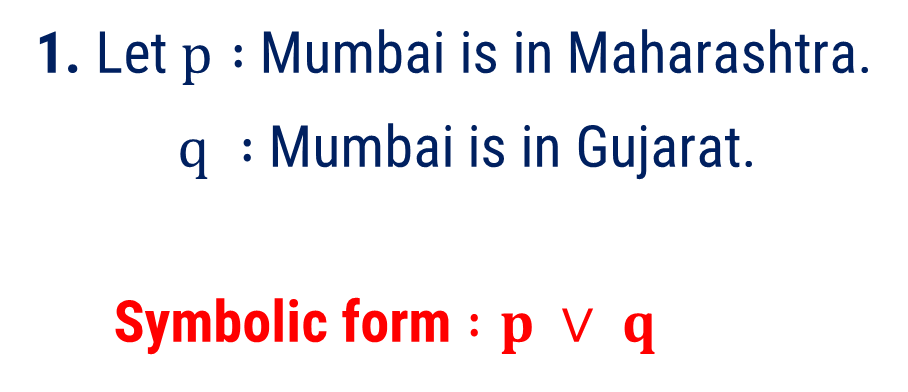 1. Let p : Mumbai is in Maharashtra.
q : Mumbai is in Gujarat.
Symbolic form : p ∨ q